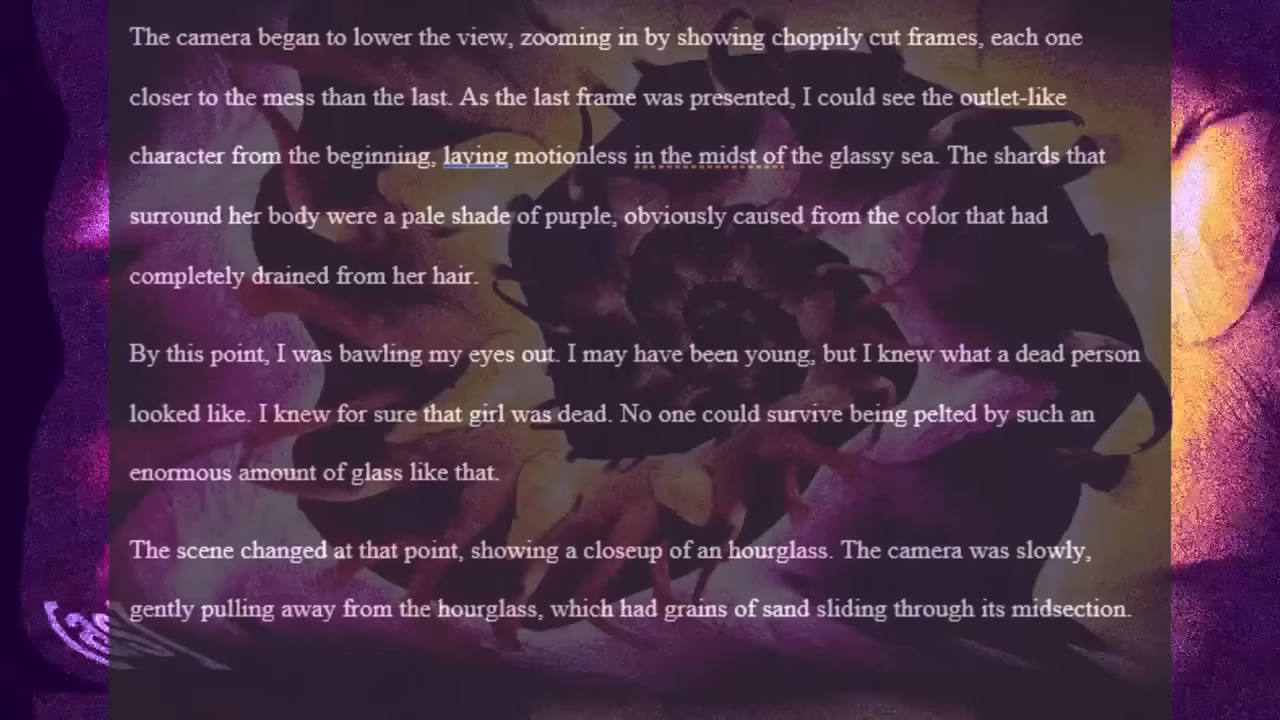 The camera began to lower the view, zooming in by showing choppily cut frames, each one
closer to the mess than the last. As the last frame was presented, I could see the outlet-like
character from the beginning, laying motionless in the midst of the glassy sea. The shards that
surround her body were a pale shade of purple, obviously caused from the color that had
completely drained from her hair.
By this point, I was bawling my eyes out. I may have been young, but I knew what a dead person
looked like. I knew for sure that girl was dead. No one could survive being pelted by such an
enormous amount of glass like that.
The scene changed at that point, showing a closeup of an hourglass. The camera was slowly,
gently pulling away from the hourglass, which had grains of sand sliding through its midsection.